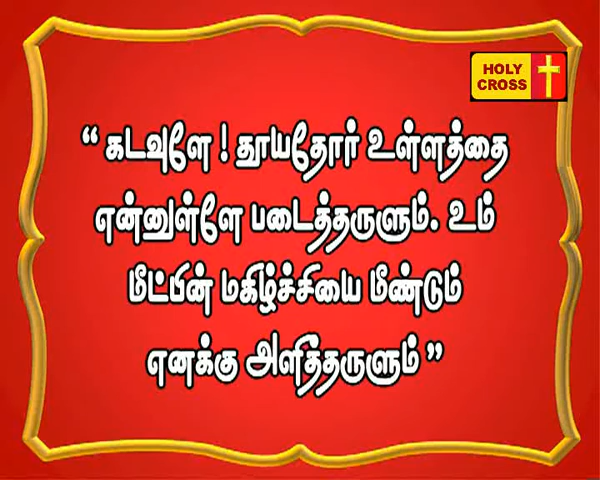 HOLY
CROSS
“ கடவுளே ! தூயதோர் உள்ளத்தை
என்னுள்ளே படைத்தருளும். உம்
மீட்பின் மகிழ்ச்சியை மீண்டும்
எனக்கு அளித்தருளும் ”